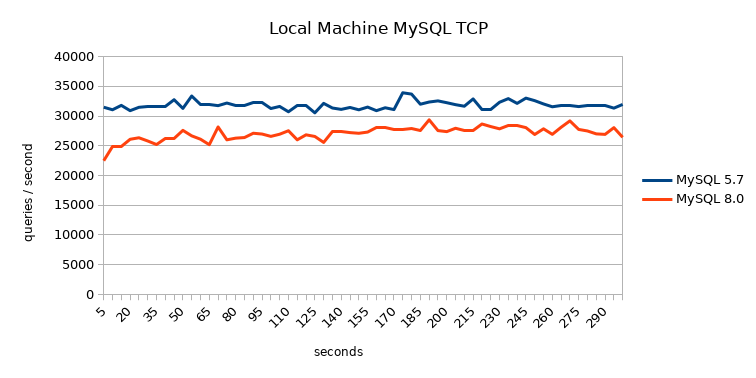 Local Machine MySQL TCP
40000
35000
30000
25000
20000
15000
10000
5000
0
queries / second
5 20 35 50 65 80 95 110 125 140 155 170 185 200 215 230 245 260 275 290
seconds
MySQL 5.7
MySQL 8.0